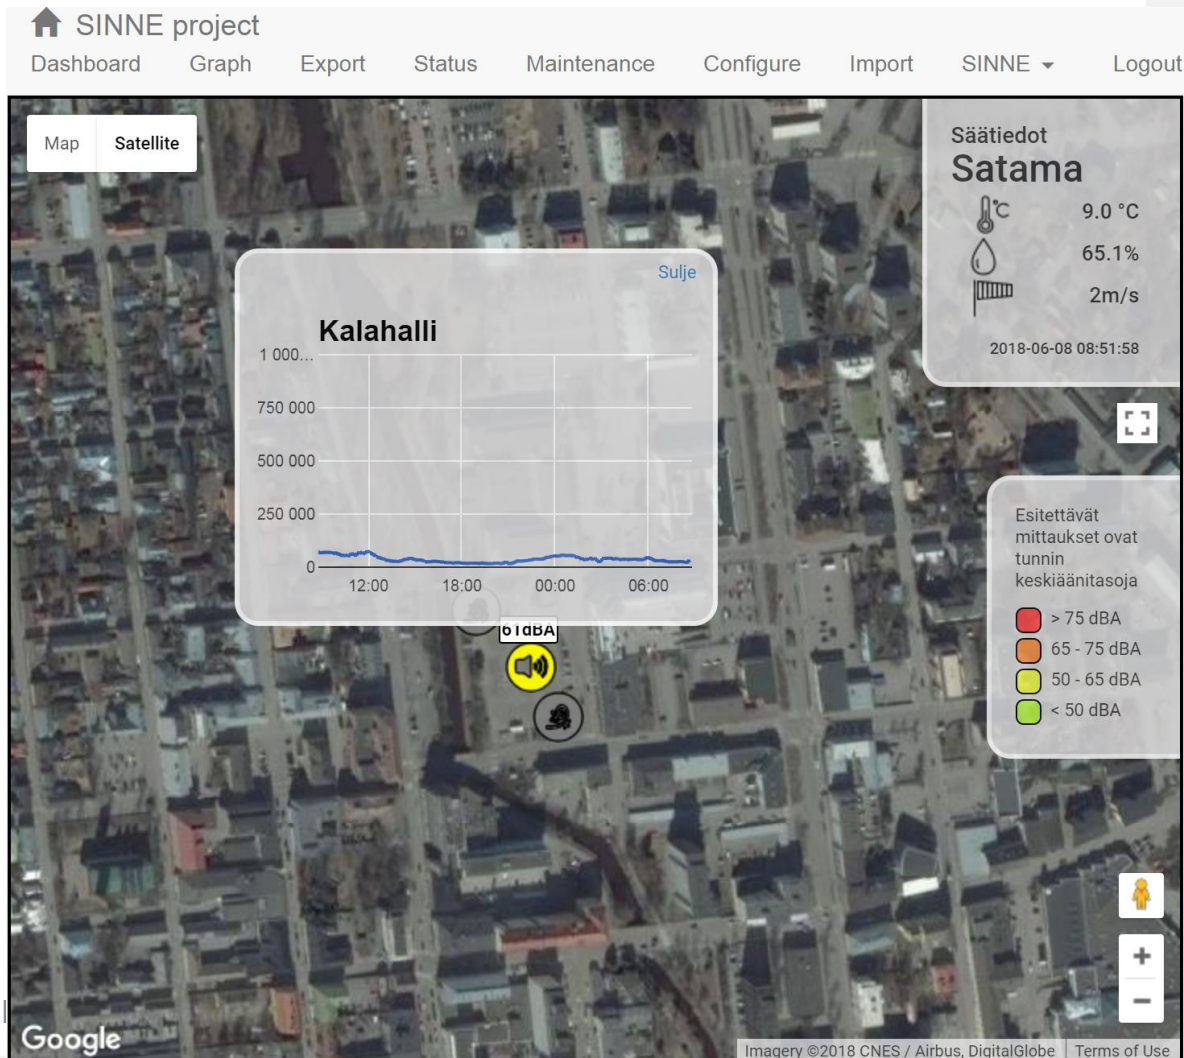 SINNE project
Dashboard Graph Export Status Maintenance Configure Import SINNE Logout
Map Satellite
Säätiedot
Satama
°C 9.0 °C
65.1%
2m/s
2018-06-08 08:51:58
Sulje
Kalahalli
1 000...
750 000
500 000
250 000
0
12:00 18:00 00:00 06:00
61dBA
Esitettävät
mittaukset ovat
tunnin
keskiäänitasoja
> 75 dBA
65 - 75 dBA
50 - 65 dBA
< 50 dBA
Google
Imagery ©2018 CNES / Airbus, DigitalGlobe Terms of Use